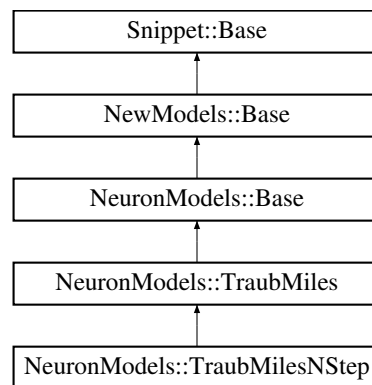 Snippet::Base
NewModels::Base
NeuronModels::Base
NeuronModels::TraubMiles
NeuronModels::TraubMilesNStep